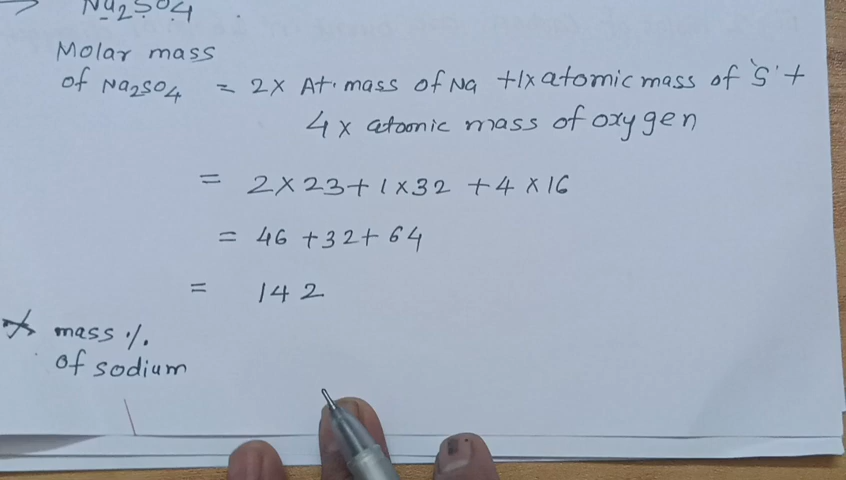 Na2SO4 .
Molar mass
of Na2SO4 = 2 x At. mass of Na + 1 x atomic mass of 'S' +
4 x atomic mass of oxygen
= 2 x 23 + 1 x 32 + 4 x 16
= 46 + 32 + 64
= 142
mass %.
of sodium